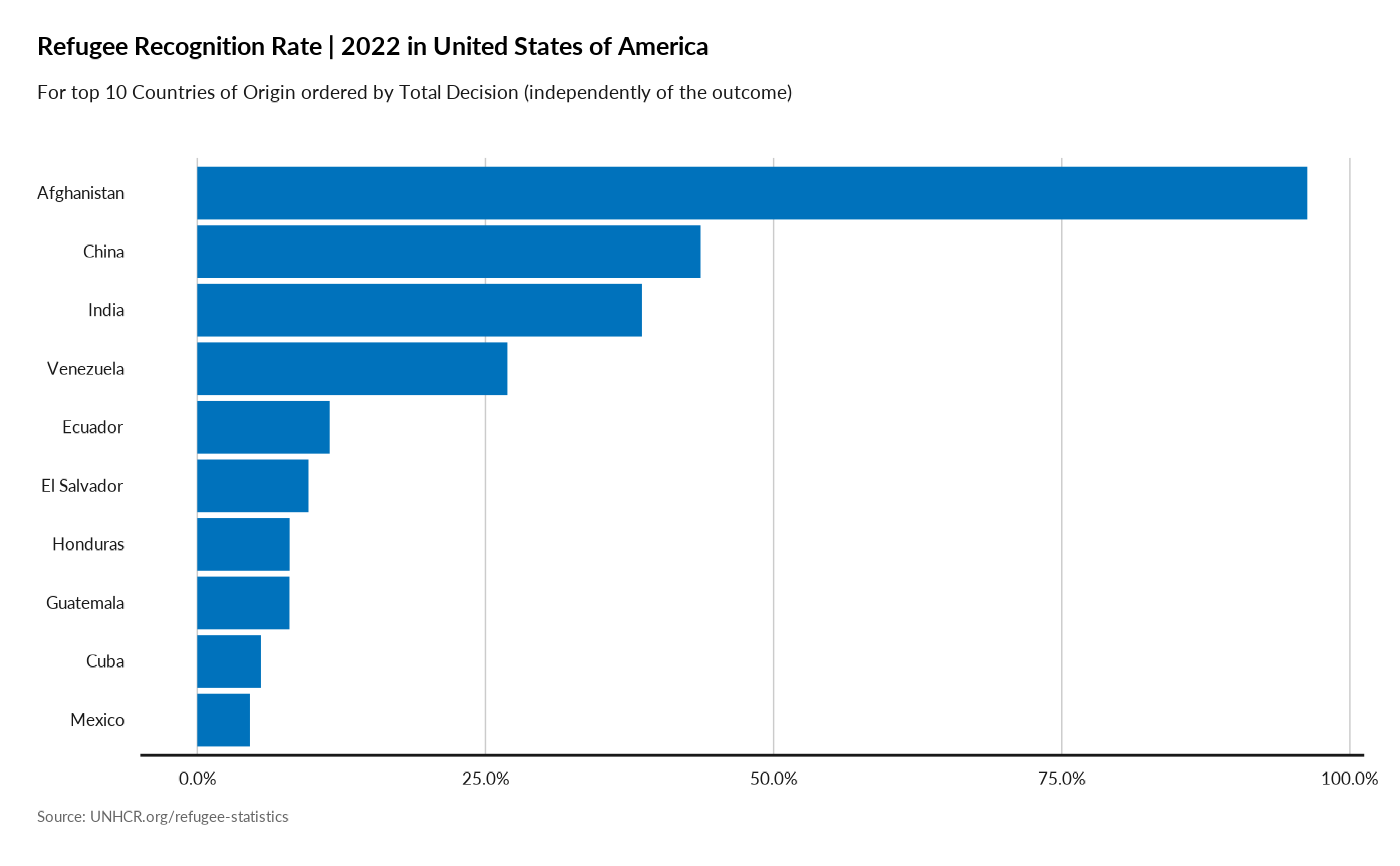 Refugee Recognition Rate | 2022 in United States of America
For top 10 Countries of Origin ordered by Total Decision (independently of the outcome)
Afghanistan
China
India
Venezuela
Ecuador
El Salvador
Honduras
Guatemala
Cuba
Mexico
0.0% 25.0% 50.0% 75.0% 100.0%
Source: UNHCR.org/refugee-statistics